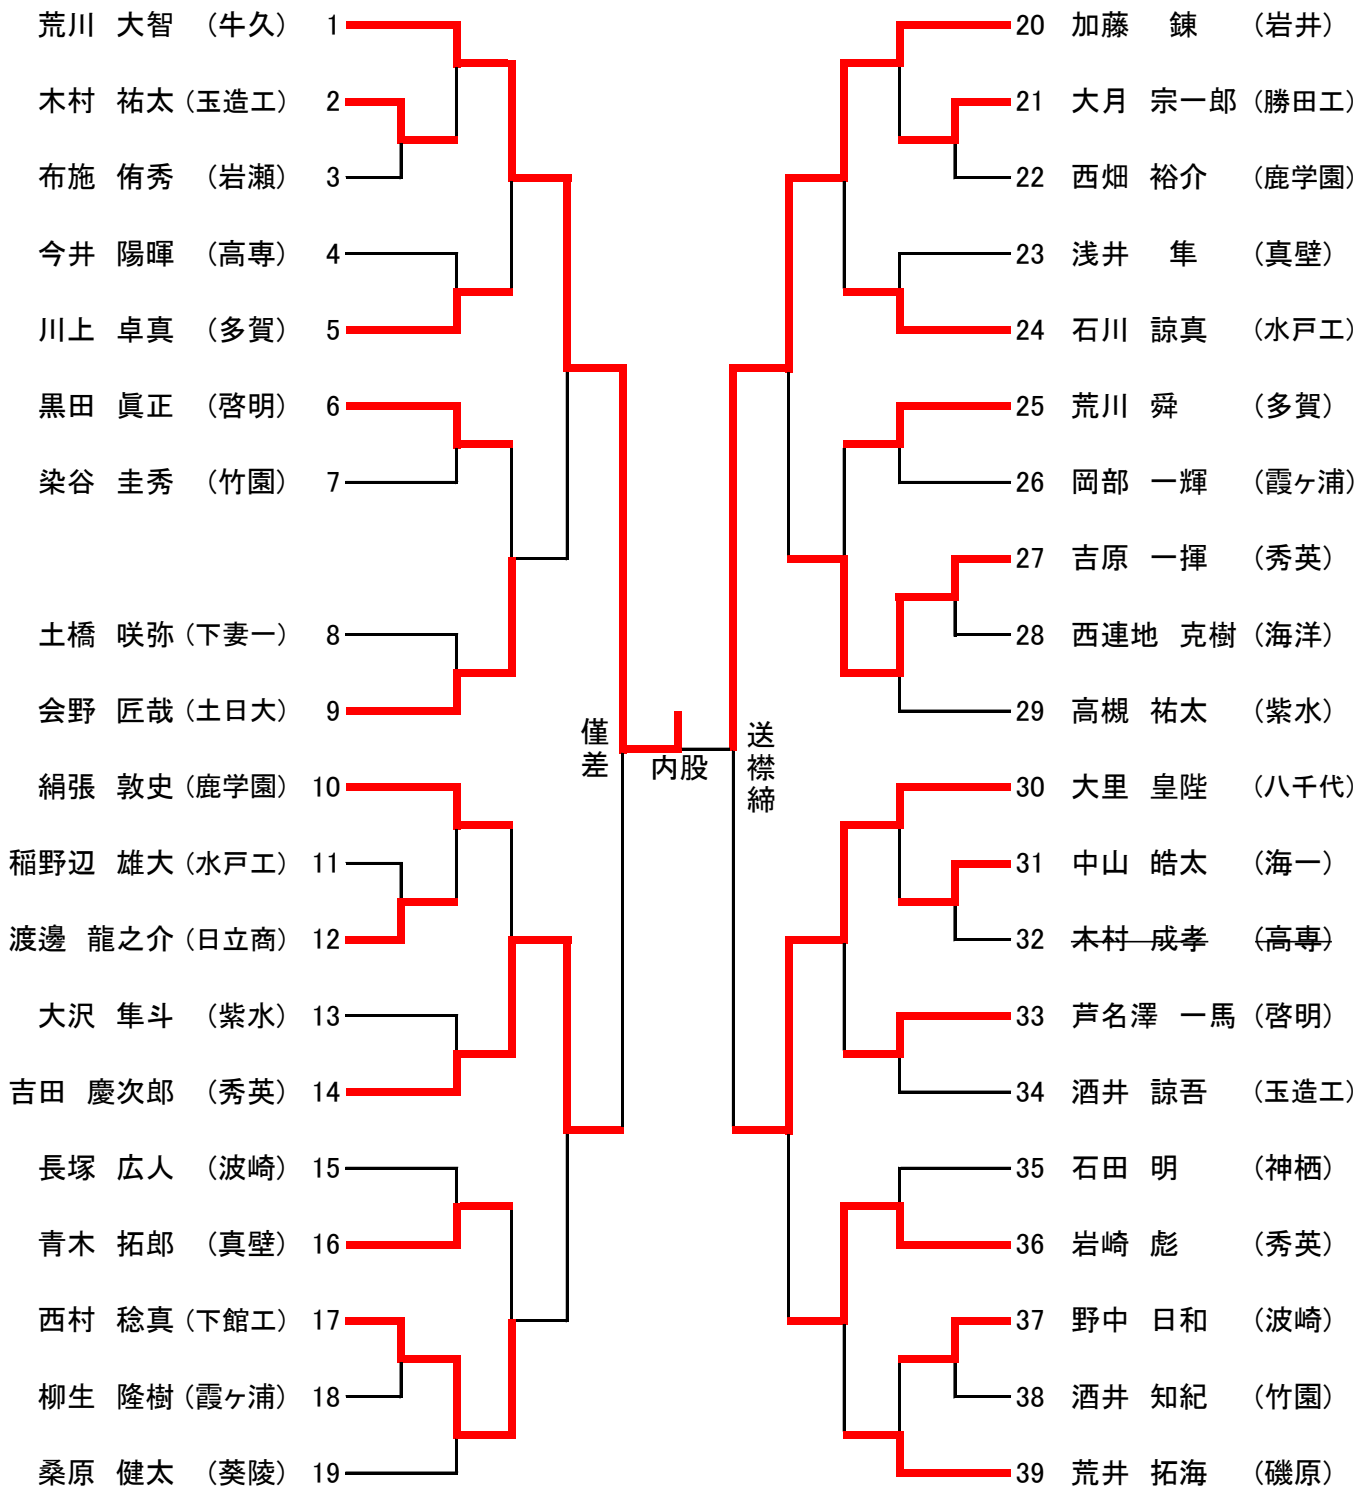 荒川 大智 （牛久） 1
木村 祐太（玉造工） 2
布施 侑秀 （岩瀬） 3
今井 陽暉 （高専） 4
川上 卓真 （多賀） 5
黒田 眞正 （啓明） 6
染谷 圭秀 （竹園） 7
土橋 咲弥（下妻一） 8
会野 匠哉（土日大） 9
絹張 敦史（鹿学園） 10
稲野辺 雄大（水戸工） 11
渡邊 龍之介（日立商） 12
大沢 隼斗 （紫水） 13
吉田 慶次郎 （秀英） 14
長塚 広人 （波崎） 15
青木 拓郎 （真壁） 16
西村 稔真（下館工） 17
柳生 隆樹（霞ヶ浦） 18
桑原 健太 （葵陵） 19
僅差
内股
送襟締
20 加藤 錬 （岩井）
21 大月 宗一郎（勝田工）
22 西畑 裕介 （鹿学園）
23 浅井 隼 （真壁）
24 石川 諒真 （水戸工）
25 荒川 舜 （多賀）
26 岡部 一輝 （霞ヶ浦）
27 吉原 一揮 （秀英）
28 西連地 克樹（海洋）
29 高槻 祐太 （紫水）
30 大里 皇陛 （八千代）
31 中山 皓太 （海一）
32 木村 成孝 （高専）
33 芦名澤 一馬（啓明）
34 酒井 諒吾 （玉造工）
35 石田 明 （神栖）
36 岩崎 彪 （秀英）
37 野中 日和 （波崎）
38 酒井 知紀 （竹園）
39 荒井 拓海 （磯原）